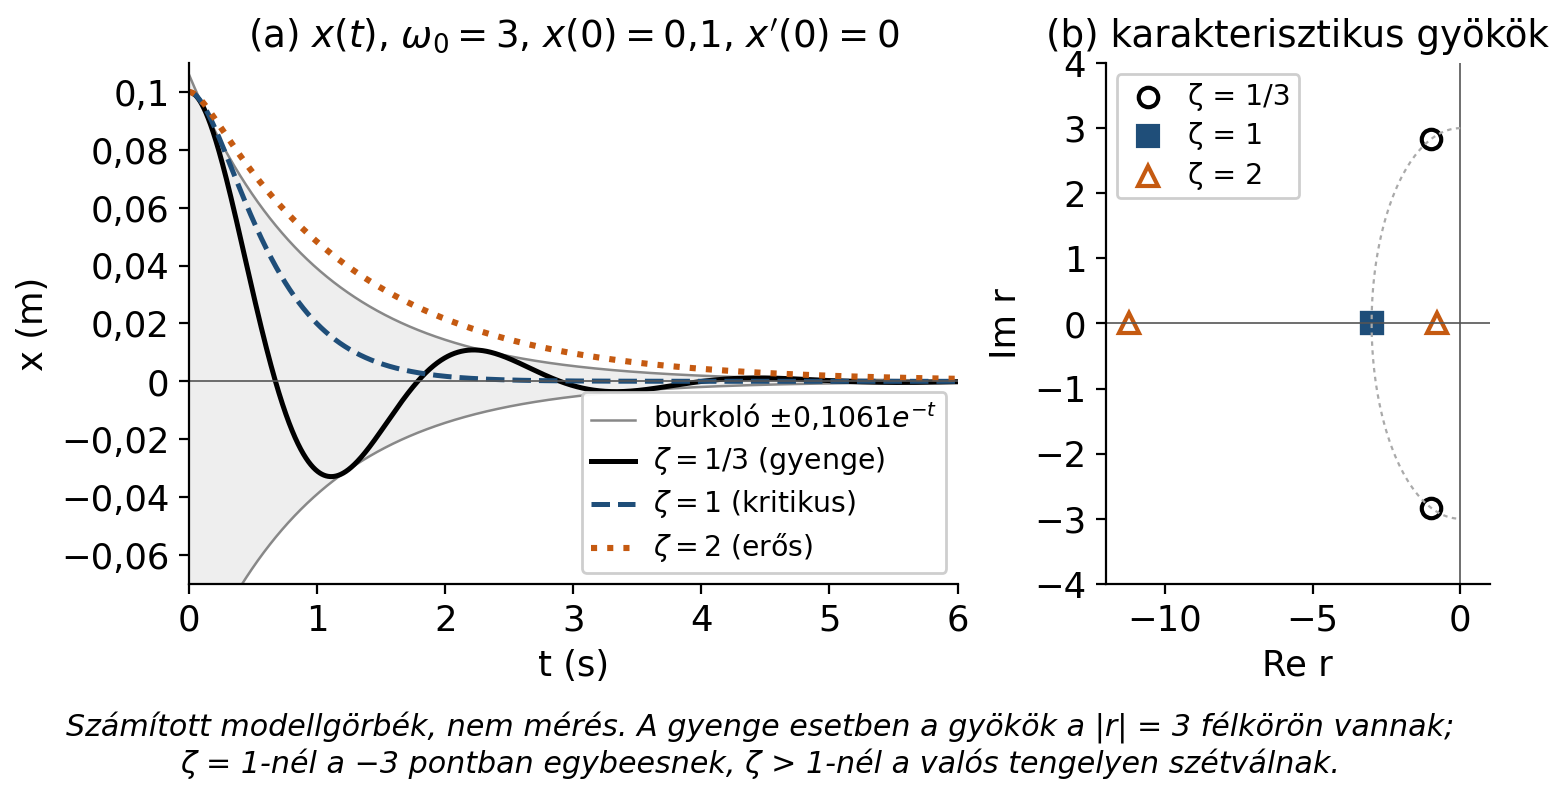 (a) x(t), ω₀ = 3, x(0) = 0,1, x′(0) = 0
0,1
0,08
0,06
0,04
0,02
0
−0,02
−0,04
−0,06
x (m)
0 1 2 3 4 5 6
t (s)
burkoló ±0,1061e⁻ᵗ
ζ = 1/3 (gyenge)
ζ = 1 (kritikus)
ζ = 2 (erős)
(b) karakterisztikus gyökök
4
3
2
1
0
−1
−2
−3
−4
Im r
−10 −5 0
Re r
ζ = 1/3
ζ = 1
ζ = 2
Számított modellgörbék, nem mérés. A gyenge esetben a gyökök a |r| = 3 félkörön vannak;
ζ = 1-nél a −3 pontban egybeesnek, ζ > 1-nél a valós tengelyen szétválnak.